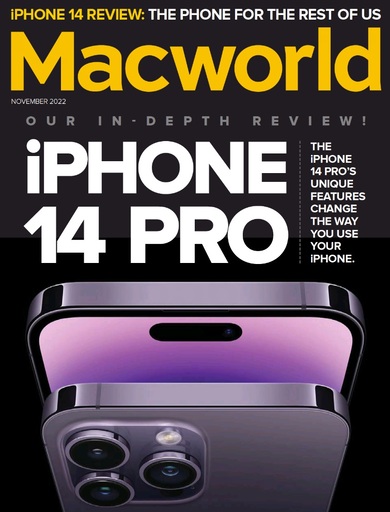 iPHONE 14 REVIEW: THE PHONE FOR THE REST OF US
Macworld
NOVEMBER 2022
OUR IN-DEPTH REVIEW!
iPHONE
14 PRO
THE
iPHONE
14 PRO'S
UNIQUE
FEATURES
CHANGE
THE WAY
YOU USE
YOUR
iPHONE.